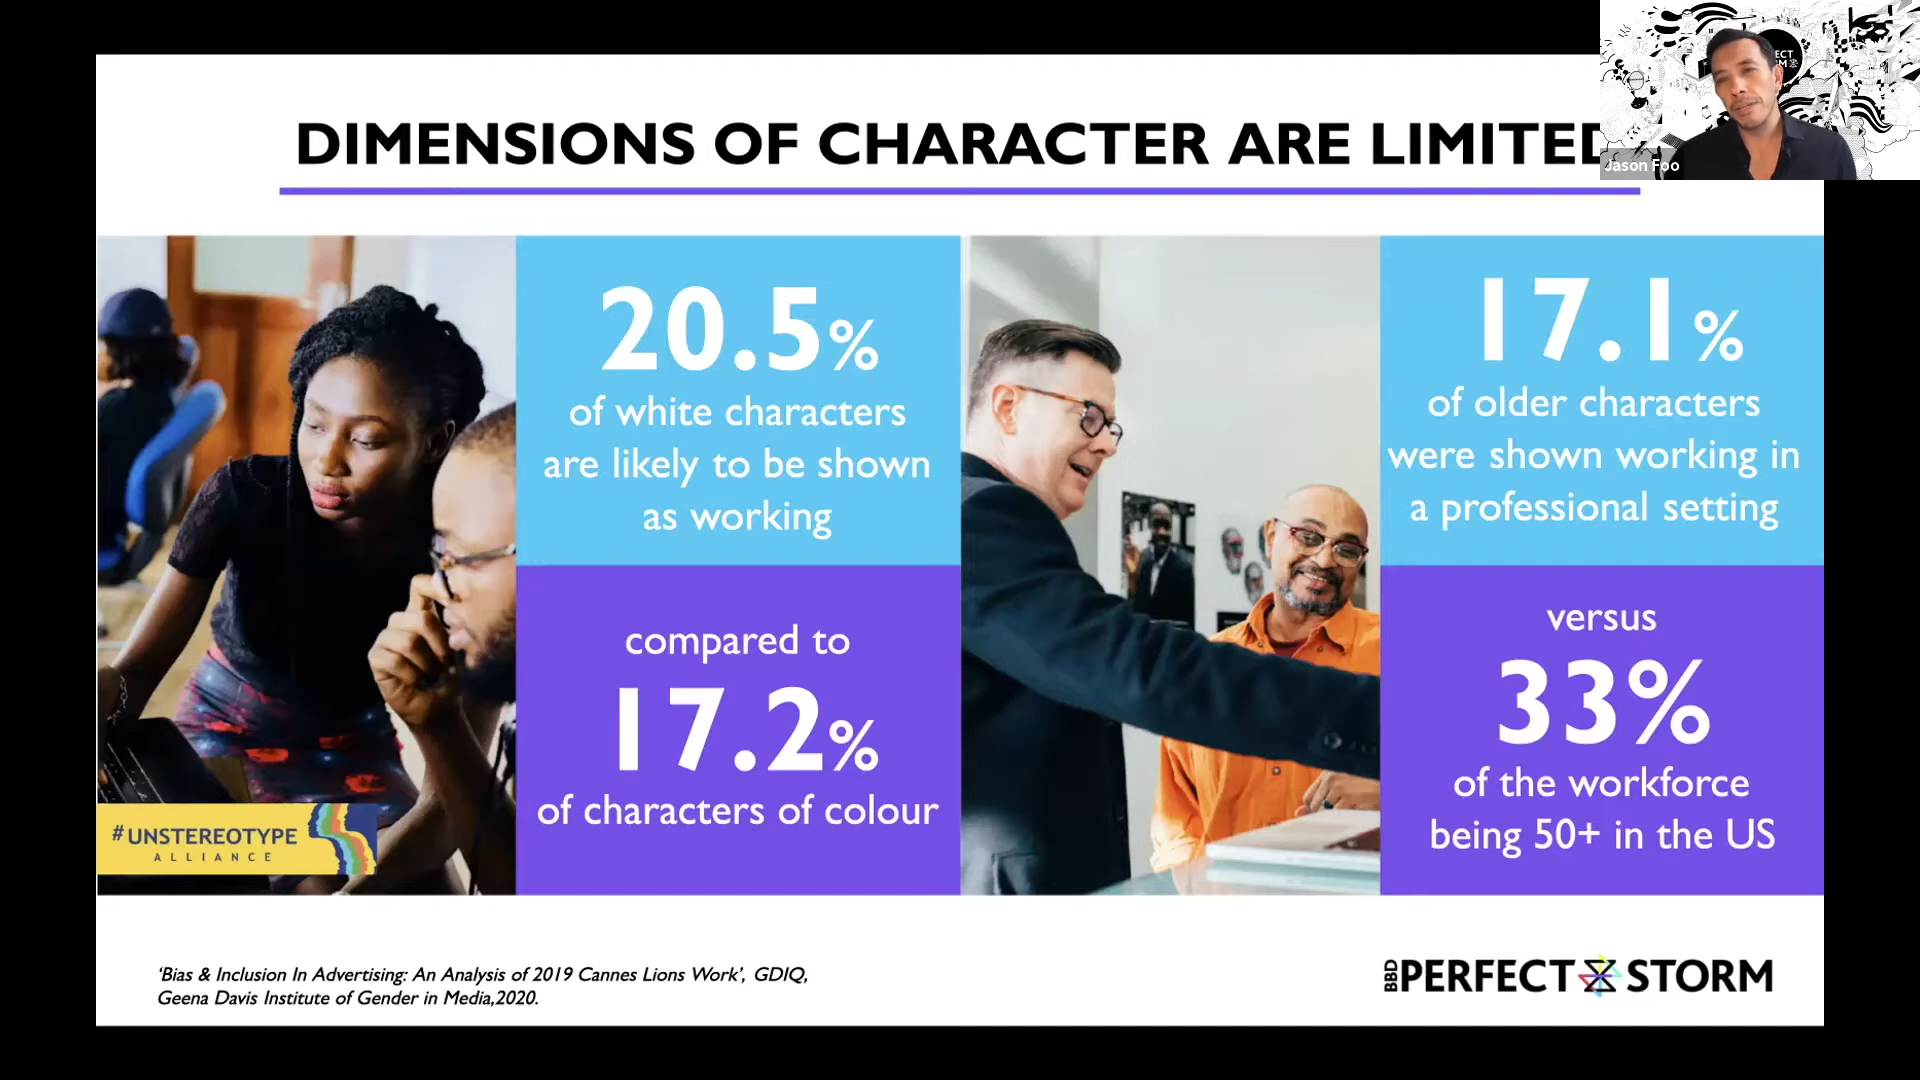 DIMENSIONS OF CHARACTER ARE LIMITED
ECT
Jason Foo
20.5%
of white characters
are likely to be shown
as working
compared to
17.2%
of characters of colour
17.1%
of older characters
were shown working in
a professional setting
versus
33%
of the workforce
being 50+ in the US
#UNSTEREOTYPE
ALLIANCE
‘Bias & Inclusion In Advertising: An Analysis of 2019 Cannes Lions Work’, GDIQ,
Geena Davis Institute of Gender in Media,2020.
BBD PERFECT STORM